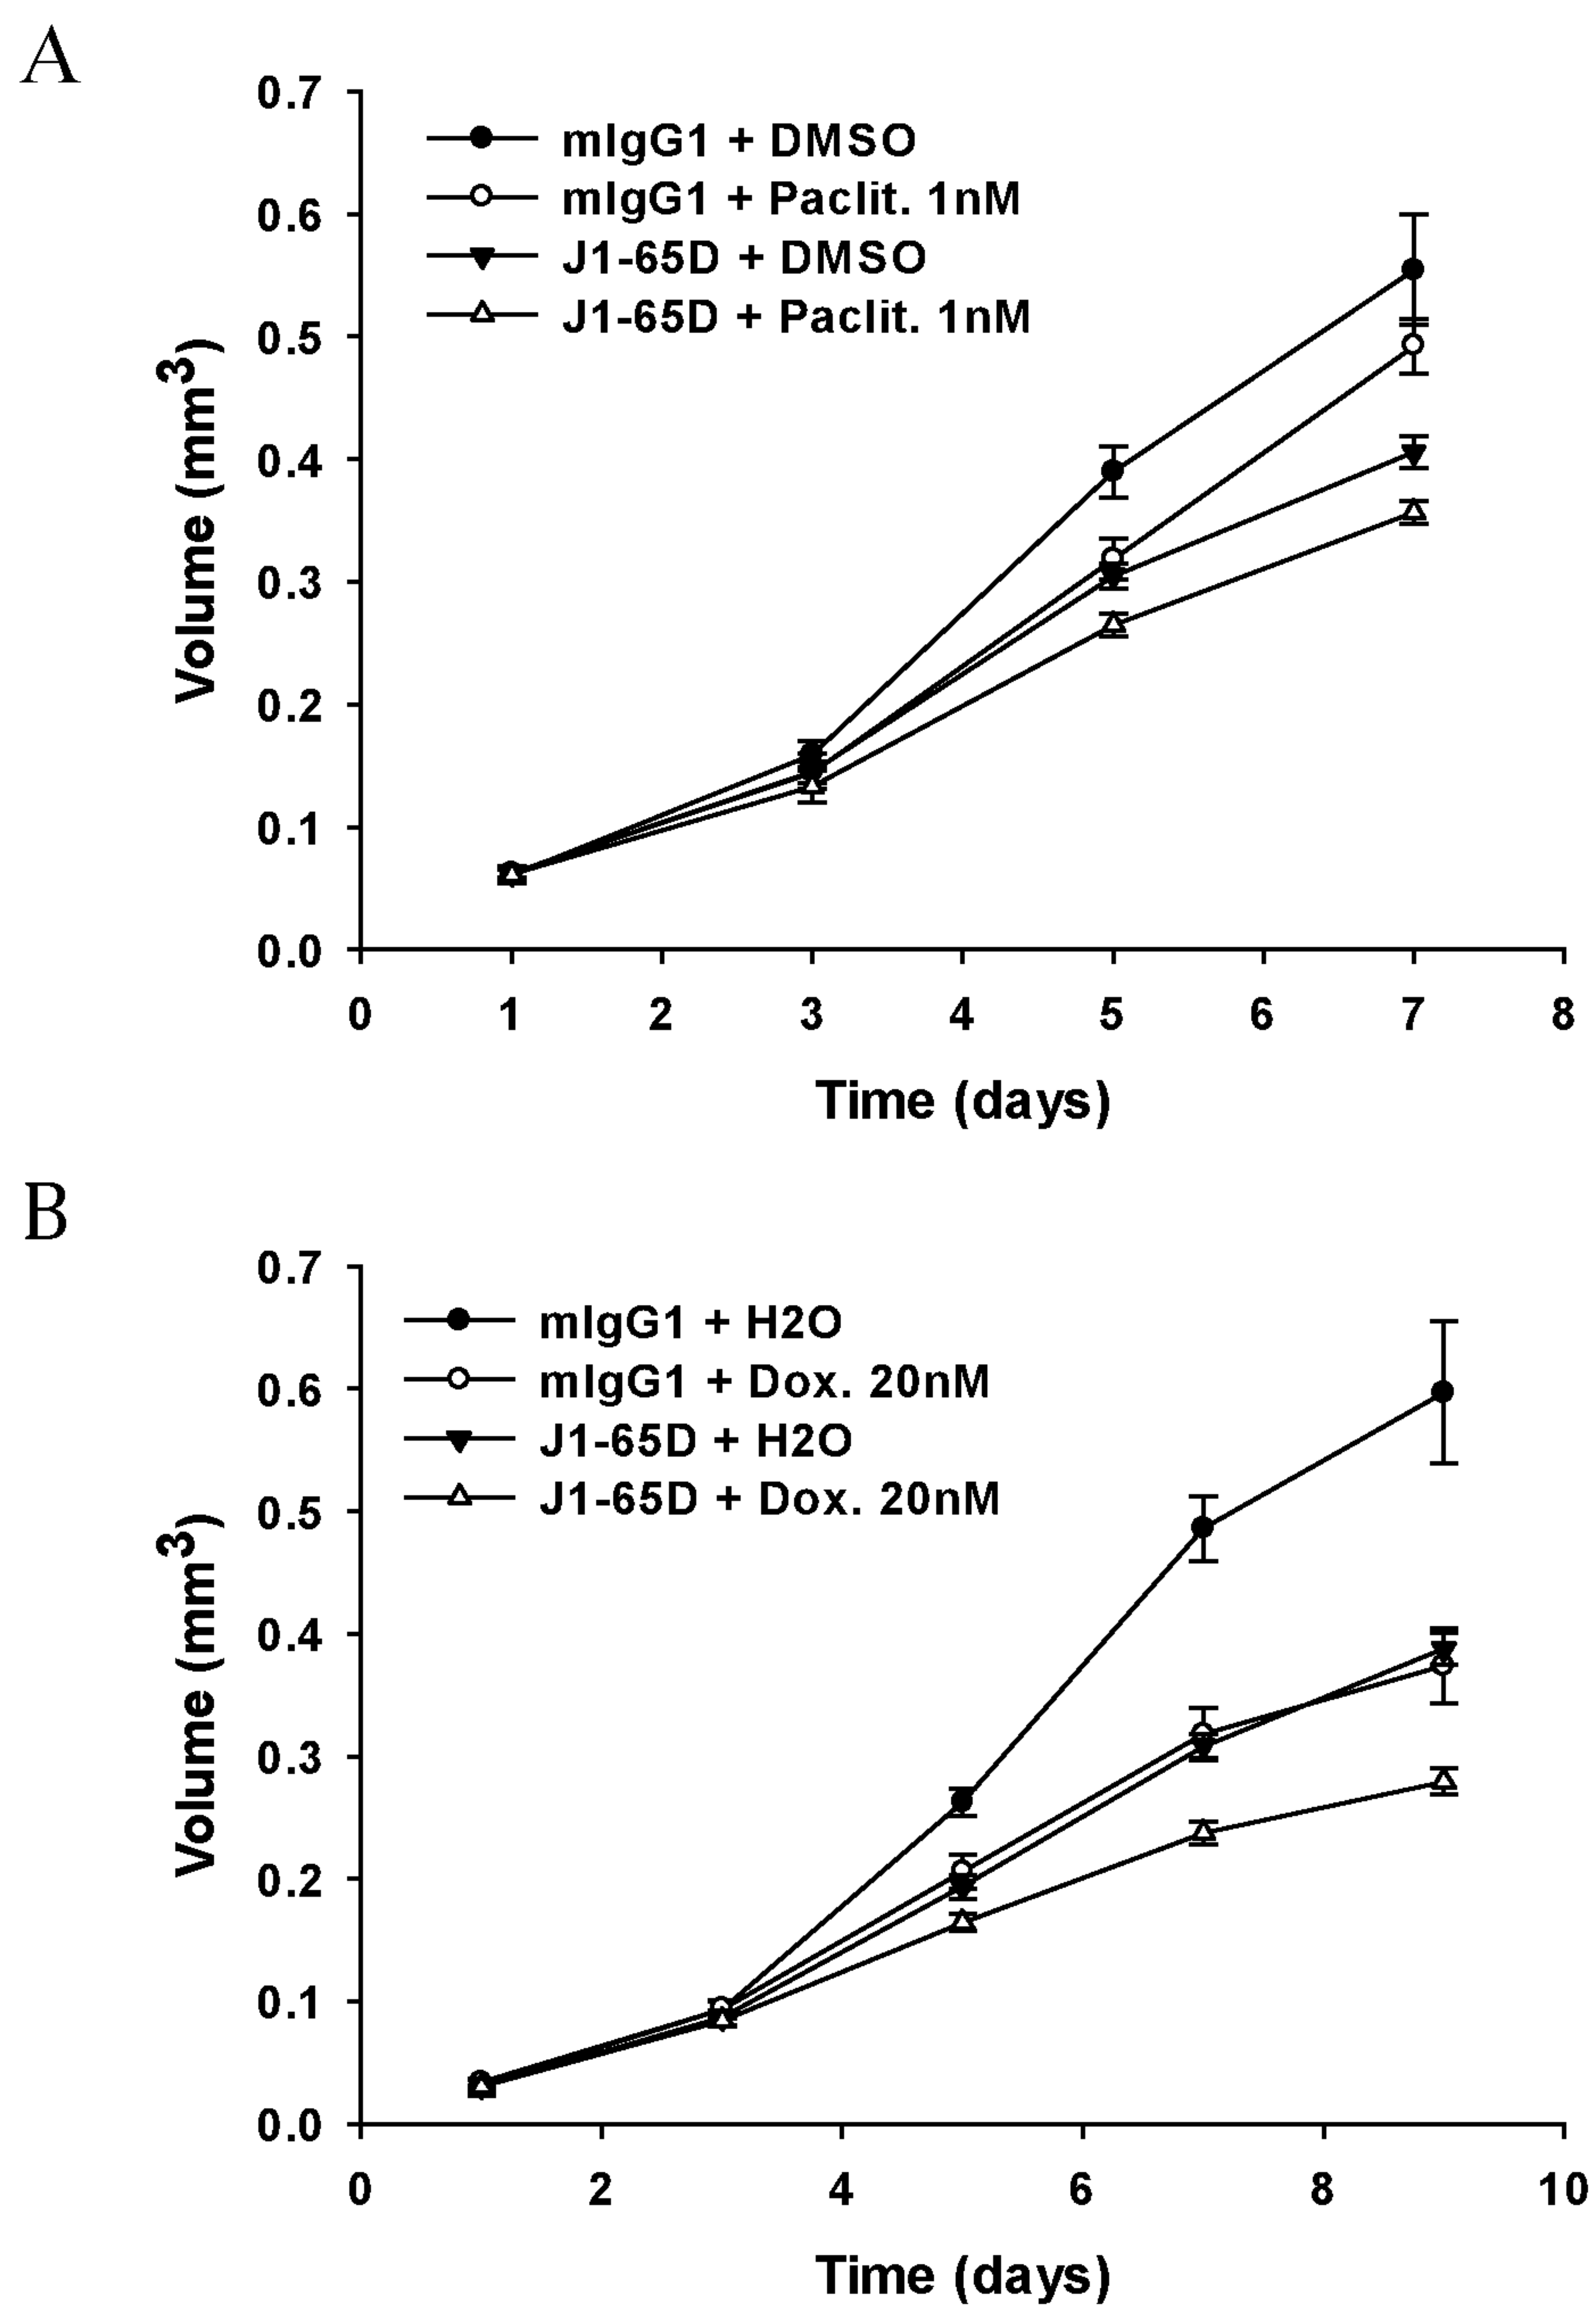 A
0.7
mIgG1 + DMSO
mIgG1 + Paclit. 1nM
0.6
J1-65D + DMSO
J1-65D + Paclit. 1nM
0.5
0.4
Volume (mm3)
0.3
0.2
0.1
0.0
0 1 2 3 4 5 6 7 8
Time (days)
B
0.7
mIgG1 + H2O
mIgG1 + Dox. 20nM
0.6
J1-65D + H2O
J1-65D + Dox. 20nM
0.5
0.4
Volume (mm3)
0.3
0.2
0.1
0.0
0 2 4 6 8 10
Time (days)